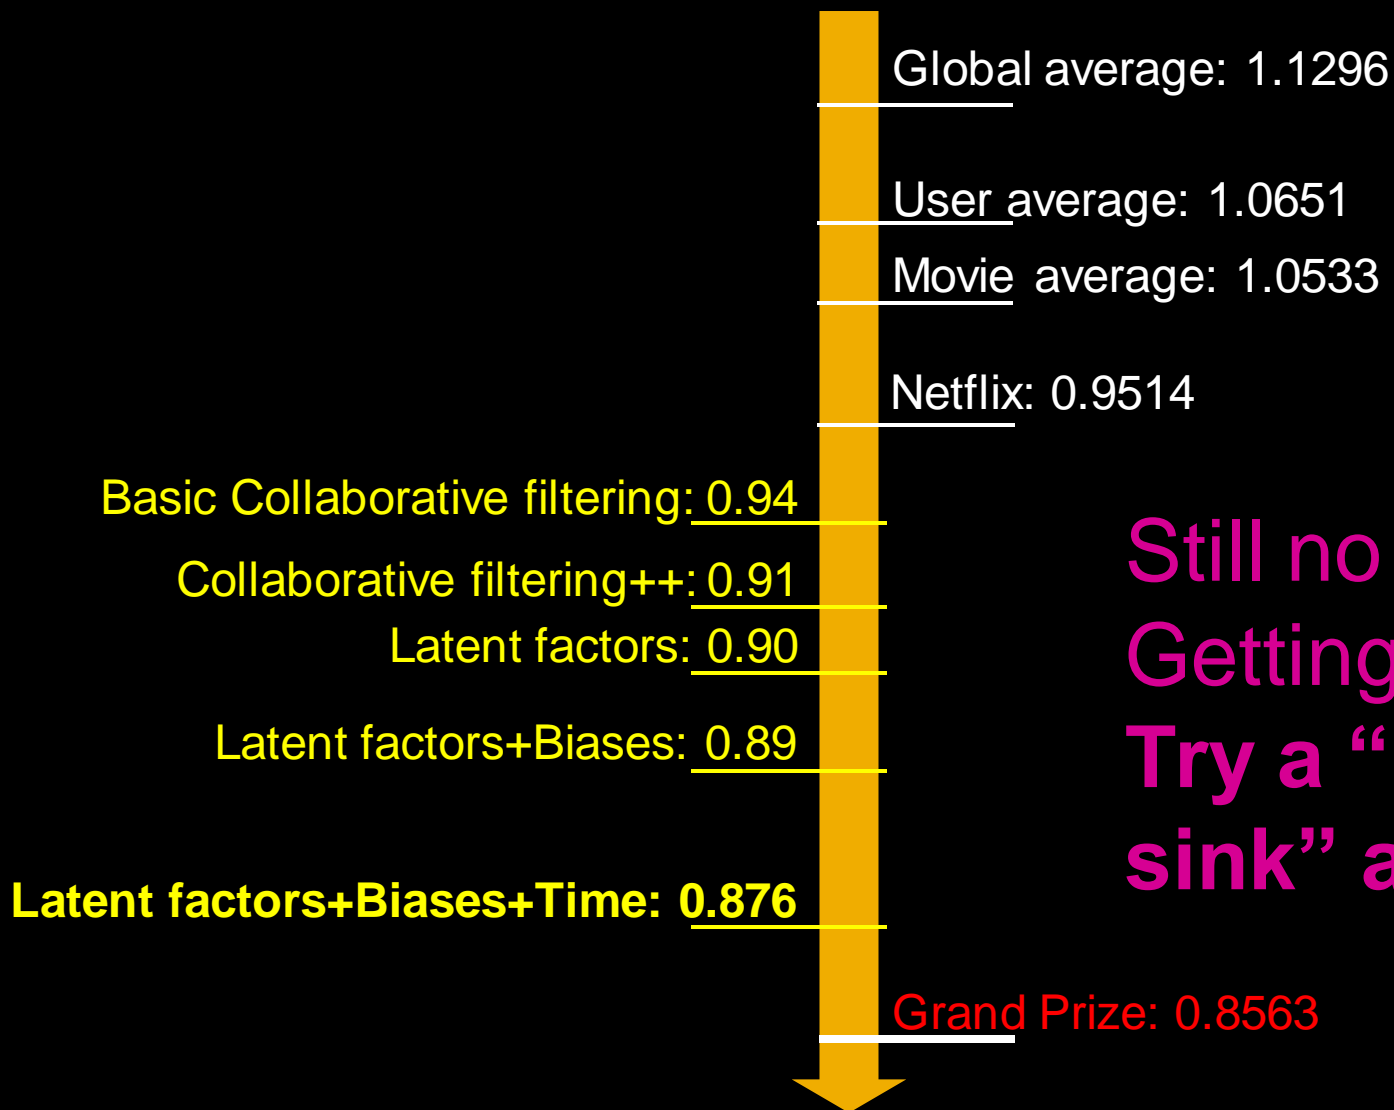 Global average: 1.1296
User average: 1.0651
Movie average: 1.0533
Netflix: 0.9514
Basic Collaborative filtering: 0.94
Collaborative filtering++: 0.91
Latent factors: 0.90
Latent factors+Biases: 0.89
Latent factors+Biases+Time: 0.876
Grand Prize: 0.8563
Still no
Getting
Try a “
sink” a